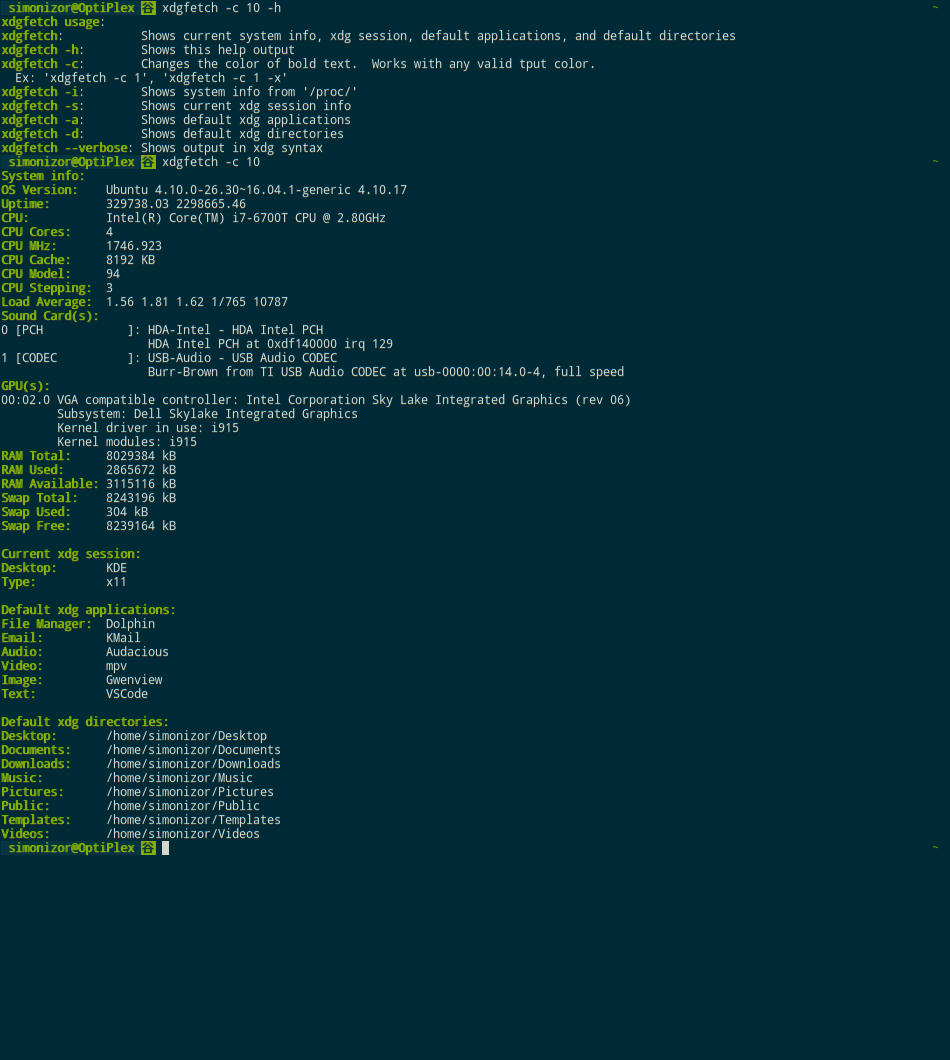 simonizor@OptiPlex 谷 xdgfetch -c 10 -h ~
xdgfetch usage:
xdgfetch:           Shows current system info, xdg session, default applications, and default directories
xdgfetch -h:        Shows this help output
xdgfetch -c:        Changes the color of bold text.  Works with any valid tput color.
  Ex: 'xdgfetch -c 1', 'xdgfetch -c 1 -x'
xdgfetch -i:        Shows system info from '/proc/'
xdgfetch -s:        Shows current xdg session info
xdgfetch -a:        Shows default xdg applications
xdgfetch -d:        Shows default xdg directories
xdgfetch --verbose: Shows output in xdg syntax
simonizor@OptiPlex 谷 xdgfetch -c 10 ~
System info:
OS Version:    Ubuntu 4.10.0-26.30~16.04.1-generic 4.10.17
Uptime:        329738.03 2298665.46
CPU:           Intel(R) Core(TM) i7-6700T CPU @ 2.80GHz
CPU Cores:     4
CPU MHz:       1746.923
CPU Cache:     8192 KB
CPU Model:     94
CPU Stepping:  3
Load Average:  1.56 1.81 1.62 1/765 10787
Sound Card(s):
0 [PCH            ]: HDA-Intel - HDA Intel PCH
                     HDA Intel PCH at 0xdf140000 irq 129
1 [CODEC          ]: USB-Audio - USB Audio CODEC
                     Burr-Brown from TI USB Audio CODEC at usb-0000:00:14.0-4, full speed
GPU(s):
00:02.0 VGA compatible controller: Intel Corporation Sky Lake Integrated Graphics (rev 06)
        Subsystem: Dell Skylake Integrated Graphics
        Kernel driver in use: i915
        Kernel modules: i915
RAM Total:     8029384 kB
RAM Used:      2865672 kB
RAM Available: 3115116 kB
Swap Total:    8243196 kB
Swap Used:     304 kB
Swap Free:     8239164 kB
Current xdg session:
Desktop:       KDE
Type:          x11
Default xdg applications:
File Manager:  Dolphin
Email:         KMail
Audio:         Audacious
Video:         mpv
Image:         Gwenview
Text:          VSCode
Default xdg directories:
Desktop:       /home/simonizor/Desktop
Documents:     /home/simonizor/Documents
Downloads:     /home/simonizor/Downloads
Music:         /home/simonizor/Music
Pictures:      /home/simonizor/Pictures
Public:        /home/simonizor/Public
Templates:     /home/simonizor/Templates
Videos:        /home/simonizor/Videos
simonizor@OptiPlex 谷 ~